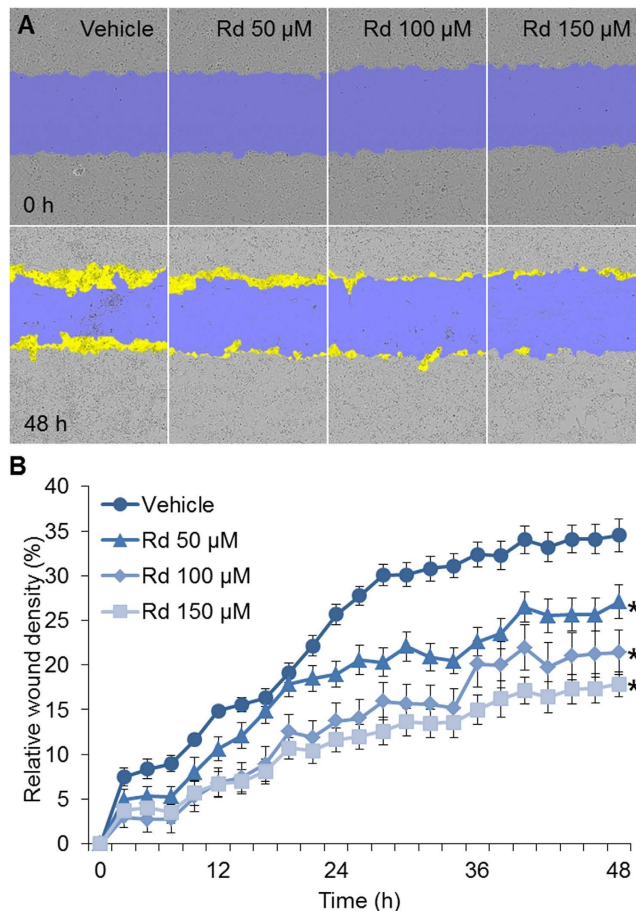 A
Vehicle Rd 50 µM Rd 100 µM Rd 150 µM
0 h
48 h
B
40
35
30
25
20
15
10
5
0
Relative wound density (%)
Vehicle
Rd 50 µM
Rd 100 µM
Rd 150 µM
*
*
*
0 12 24 36 48
Time (h)